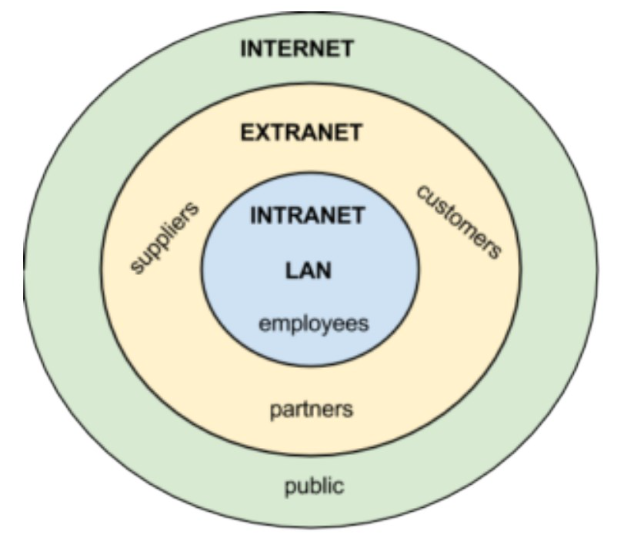 INTERNET
EXTRANET
suppliers
customers
INTRANET
LAN
employees
partners
public